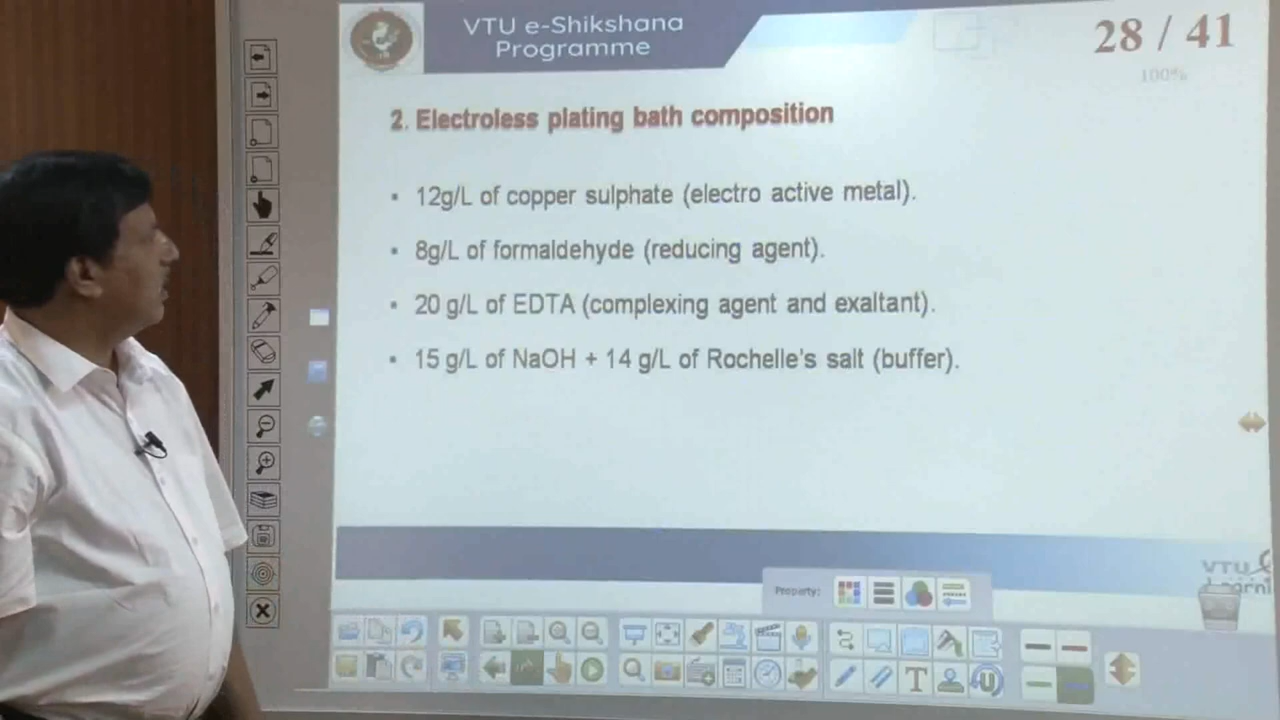 VTU e-Shikshana
Programme
28 / 41
100%
2. Electroless plating bath composition
▪ 12g/L of copper sulphate (electro active metal).
▪ 8g/L of formaldehyde (reducing agent).
▪ 20 g/L of EDTA (complexing agent and exaltant).
▪ 15 g/L of NaOH + 14 g/L of Rochelle's salt (buffer).
VTU
Property:
T